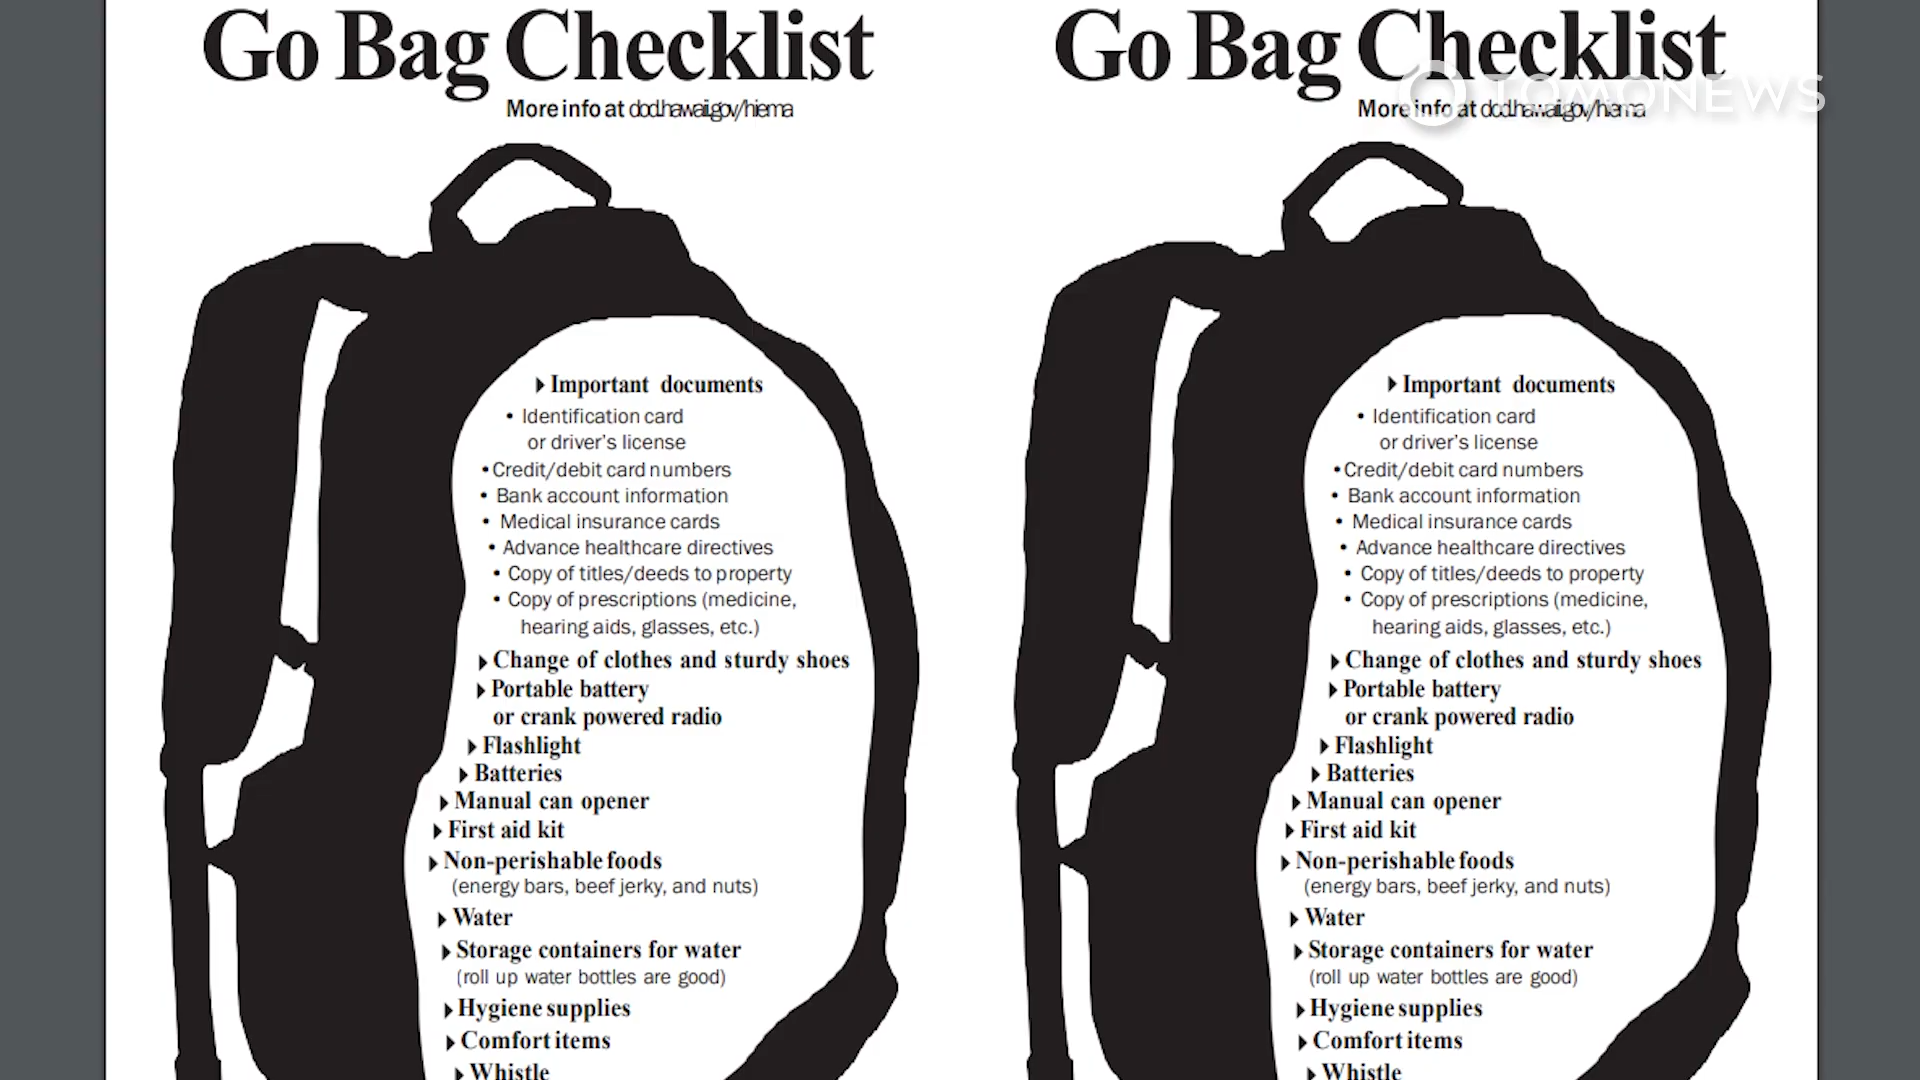 Go Bag Checklist
More info at dod.hawaii.gov/hiema
▸ Important documents
• Identification card
or driver's license
• Credit/debit card numbers
• Bank account information
• Medical insurance cards
• Advance healthcare directives
• Copy of titles/deeds to property
• Copy of prescriptions (medicine,
hearing aids, glasses, etc.)
▸ Change of clothes and sturdy shoes
▸ Portable battery
or crank powered radio
▸ Flashlight
▸ Batteries
▸ Manual can opener
▸ First aid kit
▸ Non-perishable foods
(energy bars, beef jerky, and nuts)
▸ Water
▸ Storage containers for water
(roll up water bottles are good)
▸ Hygiene supplies
▸ Comfort items
▸ Whistle
Go Bag Checklist
TOMONEWS
More info at dod.hawaii.gov/hiema
▸ Important documents
• Identification card
or driver's license
• Credit/debit card numbers
• Bank account information
• Medical insurance cards
• Advance healthcare directives
• Copy of titles/deeds to property
• Copy of prescriptions (medicine,
hearing aids, glasses, etc.)
▸ Change of clothes and sturdy shoes
▸ Portable battery
or crank powered radio
▸ Flashlight
▸ Batteries
▸ Manual can opener
▸ First aid kit
▸ Non-perishable foods
(energy bars, beef jerky, and nuts)
▸ Water
▸ Storage containers for water
(roll up water bottles are good)
▸ Hygiene supplies
▸ Comfort items
▸ Whistle